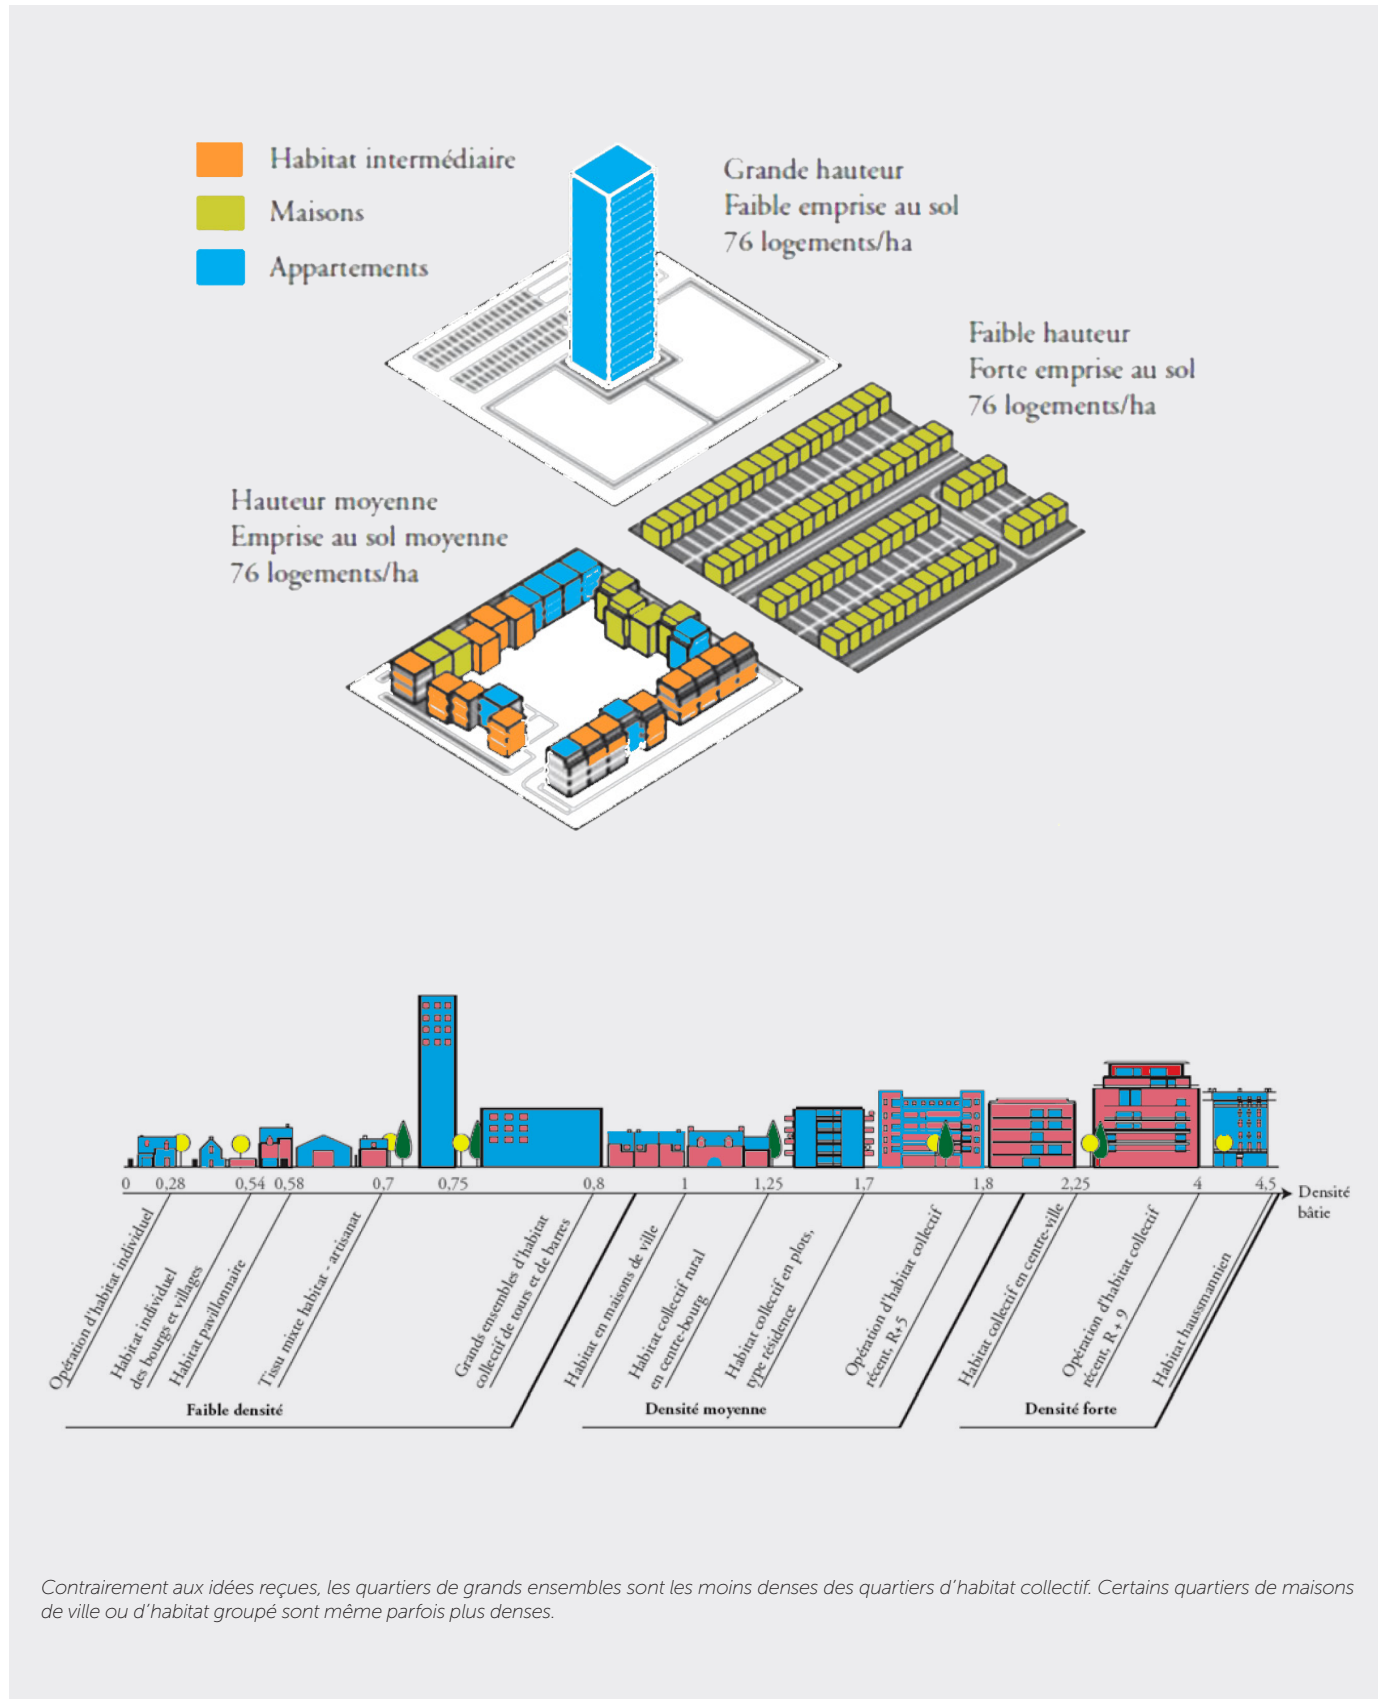 Habitat intermédiaire
Maisons
Appartements
Grande hauteur
Faible emprise au sol
76 logements/ha
Faible hauteur
Forte emprise au sol
76 logements/ha
Hauteur moyenne
Emprise au sol moyenne
76 logements/ha
0 0,28 0,54 0,58 0,7 0,75 0,8 1 1,25 1,7 1,8 2,25 4 4,5
Densité
bâtie
Opération d'habitat individuel
Habitat individuel
des bourgs et villages
Habitat pavillonnaire
Tissu mixte habitat - artisanat
Grands ensembles d'habitat
collectif de tours et de barres
Habitat en maisons de ville
Habitat collectif rural
en centre-bourg
Habitat collectif en plots,
type résidence
Opération d'habitat collectif
récent, R+5
Habitat collectif en centre-ville
Opération d'habitat collectif
récent, R + 9
Habitat haussmannien
Faible densité
Densité moyenne
Densité forte
Contrairement aux idées reçues, les quartiers de grands ensembles sont les moins denses des quartiers d'habitat collectif. Certains quartiers de maisons
de ville ou d'habitat groupé sont même parfois plus denses.